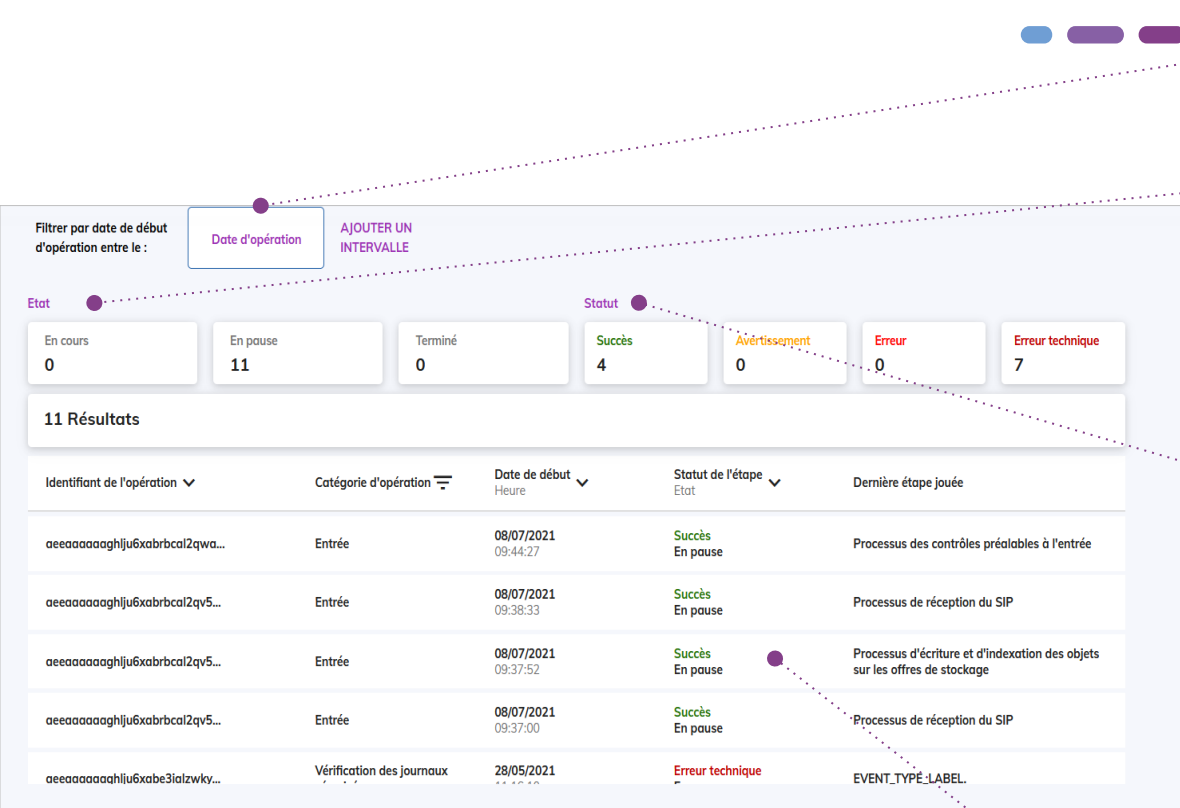 Filtrer par date de début
d'opération entre le :
Date d'opération
AJOUTER UN
INTERVALLE
Etat
Statut
En cours
0
En pause
11
Terminé
0
Succès
4
Avertissement
0
Erreur
0
Erreur technique
7
11 Résultats
Identifiant de l'opération
Catégorie d'opération
Date de début
Heure
Statut de l'étape
Etat
Dernière étape jouée
aeeaaaaaaghlju6xabrbcal2qwa...
Entrée
08/07/2021
09:44:27
Succès
En pause
Processus des contrôles préalables à l'entrée
aeeaaaaaaghlju6xabrbcal2qv5...
Entrée
08/07/2021
09:38:33
Succès
En pause
Processus de réception du SIP
aeeaaaaaaghlju6xabrbcal2qv5...
Entrée
08/07/2021
09:37:52
Succès
En pause
Processus d'écriture et d'indexation des objets
sur les offres de stockage
aeeaaaaaaghlju6xabrbcal2qv5...
Entrée
08/07/2021
09:37:00
Succès
En pause
Processus de réception du SIP
aeeaaaaaaghlju6xabe3ialzwky...
Vérification des journaux
28/05/2021
Erreur technique
EVENT_TYPE_LABEL.